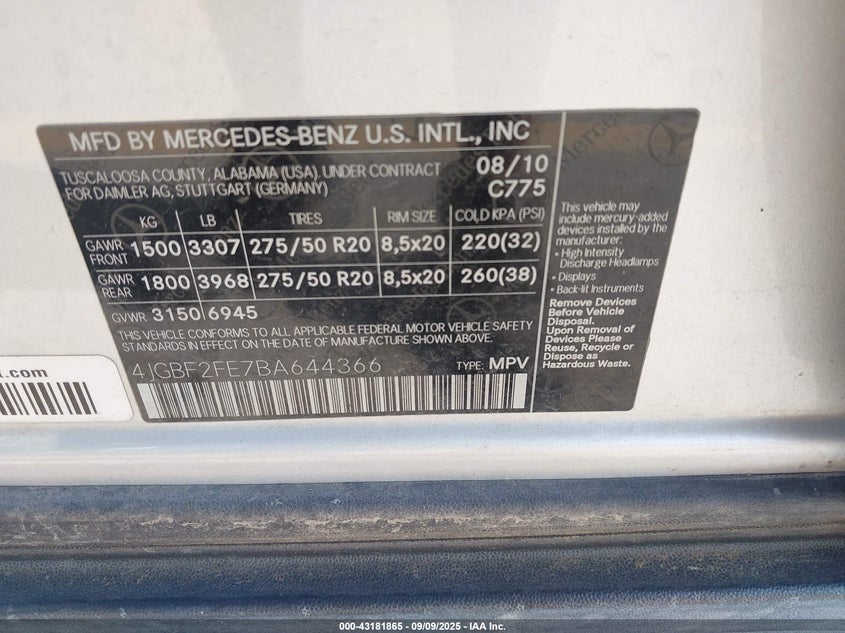 MFD BY MERCEDES-BENZ U.S. INTL., INC
TUSCALOOSA COUNTY, ALABAMA (USA). UNDER CONTRACT
FOR DAIMLER AG, STUTTGART (GERMANY)
08/10
C775
KG LB TIRES RIM SIZE COLD KPA (PSI)
GAWR FRONT 1500 3307 275/50 R20 8,5x20 220(32)
GAWR REAR 1800 3968 275/50 R20 8,5x20 260(38)
GVWR 3150 6945
THIS VEHICLE CONFORMS TO ALL APPLICABLE FEDERAL MOTOR VEHICLE SAFETY
STANDARDS IN EFFECT ON THE DATE OF MANUFACTURE SHOWN ABOVE.
4JGBF2FE7BA644366 TYPE: MPV
This vehicle may
include mercury-added
devices installed by the
manufacturer:
• High Intensity
Discharge Headlamps
• Displays
• Back-lit Instruments
Remove Devices
Before Vehicle
Disposal.
Upon Removal of
Devices Please
Reuse, Recycle or
Dispose as
Hazardous Waste.
.com
000-43181865 - 09/09/2025 - IAA Inc.